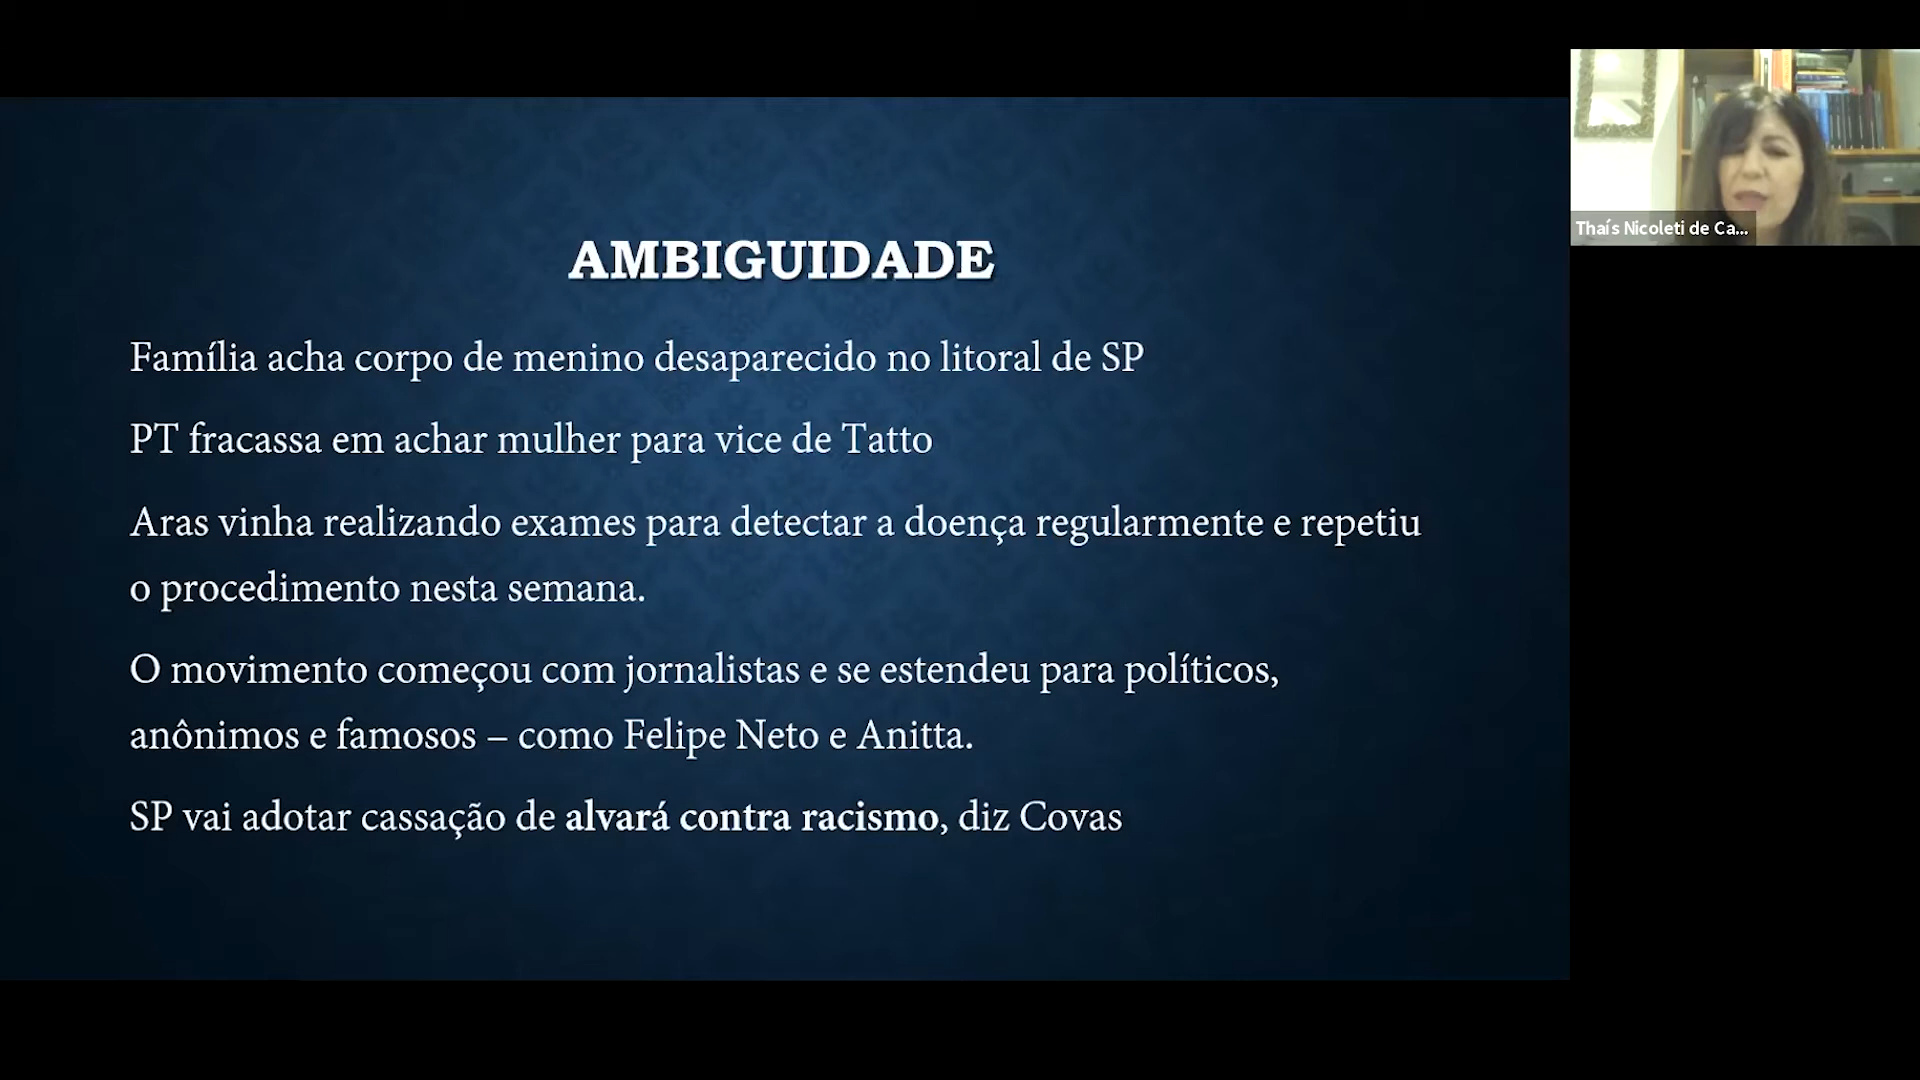 AMBIGUIDADE
Família acha corpo de menino desaparecido no litoral de SP
PT fracassa em achar mulher para vice de Tatto
Aras vinha realizando exames para detectar a doença regularmente e repetiu
o procedimento nesta semana.
O movimento começou com jornalistas e se estendeu para políticos,
anônimos e famosos – como Felipe Neto e Anitta.
SP vai adotar cassação de alvará contra racismo, diz Covas
Thaís Nicoleti de Ca...